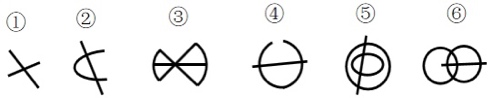 ① ② ③ ④ ⑤ ⑥